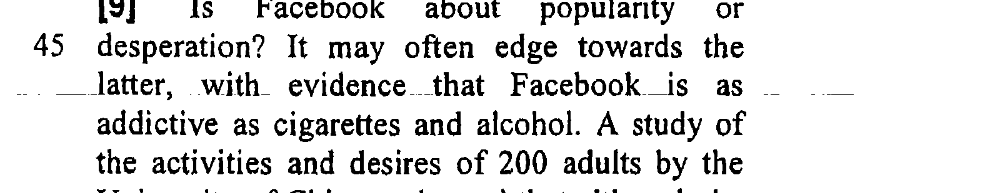 [9] Is Facebook about popularity or
45 desperation? It may often edge towards the
latter, with evidence that Facebook is as
addictive as cigarettes and alcohol. A study of
the activities and desires of 200 adults by the